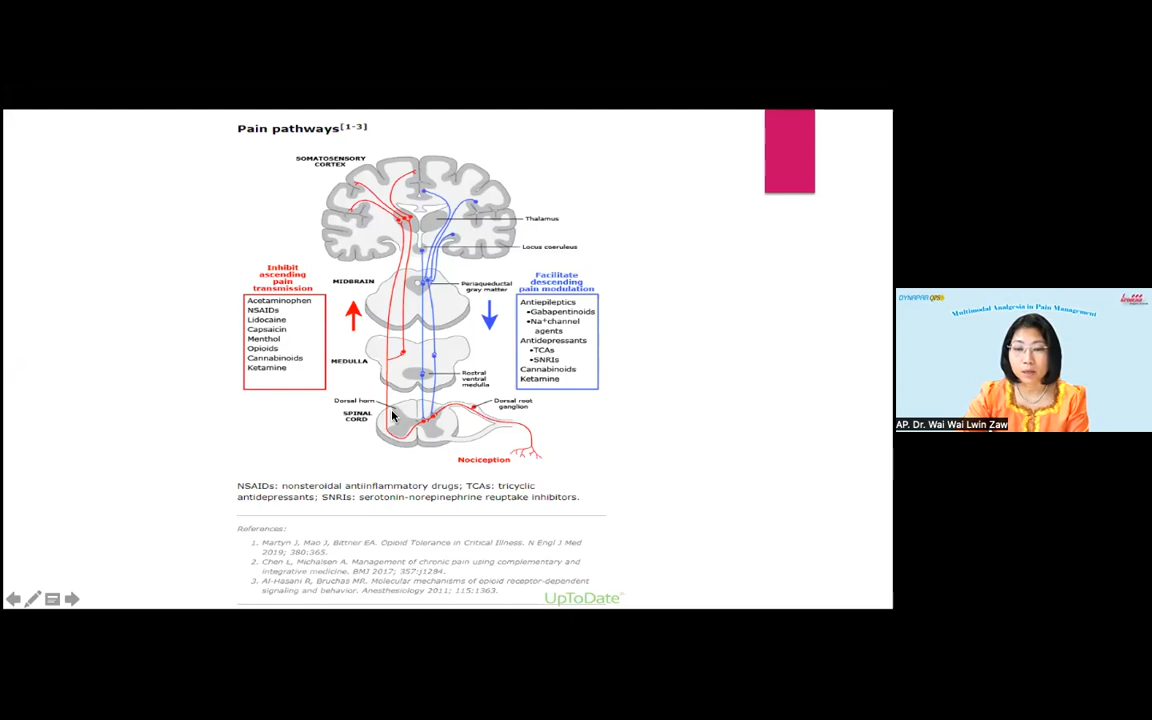 Pain pathways[1-3]
SOMATOSENSORY
CORTEX
Thalamus
Locus coeruleus
Inhibit
ascending
pain
transmission
Acetaminophen
NSAIDs
Lidocaine
Capsaicin
Menthol
Opioids
Cannabinoids
Ketamine
MIDBRAIN
Periaqueductal
gray matter
Facilitate
descending
pain modulation
Antiepileptics
•Gabapentinoids
•Na+channel
agents
Antidepressants
•TCAs
•SNRIs
Cannabinoids
Ketamine
MEDULLA
Rostral
ventral
medulla
Dorsal horn
Dorsal root
ganglion
SPINAL
CORD
Nociception
NSAIDs: nonsteroidal antiinflammatory drugs; TCAs: tricyclic
antidepressants; SNRIs: serotonin-norepinephrine reuptake inhibitors.
References:
1. Martyn J, Mao J, Bittner EA. Opioid Tolerance in Critical Illness. N Engl J Med
2019; 380:365.
2. Chen L, Michalsen A. Management of chronic pain using complementary and
integrative medicine. BMJ 2017; 357:j1284.
3. Al-Hasani R, Bruchas MR. Molecular mechanisms of opioid receptor-dependent
signaling and behavior. Anesthesiology 2011; 115:1363.
UpToDate®
DYNAPAR
Multimodal Analgesia in Pain Management
AP. Dr. Wai Wai Lwin Zaw